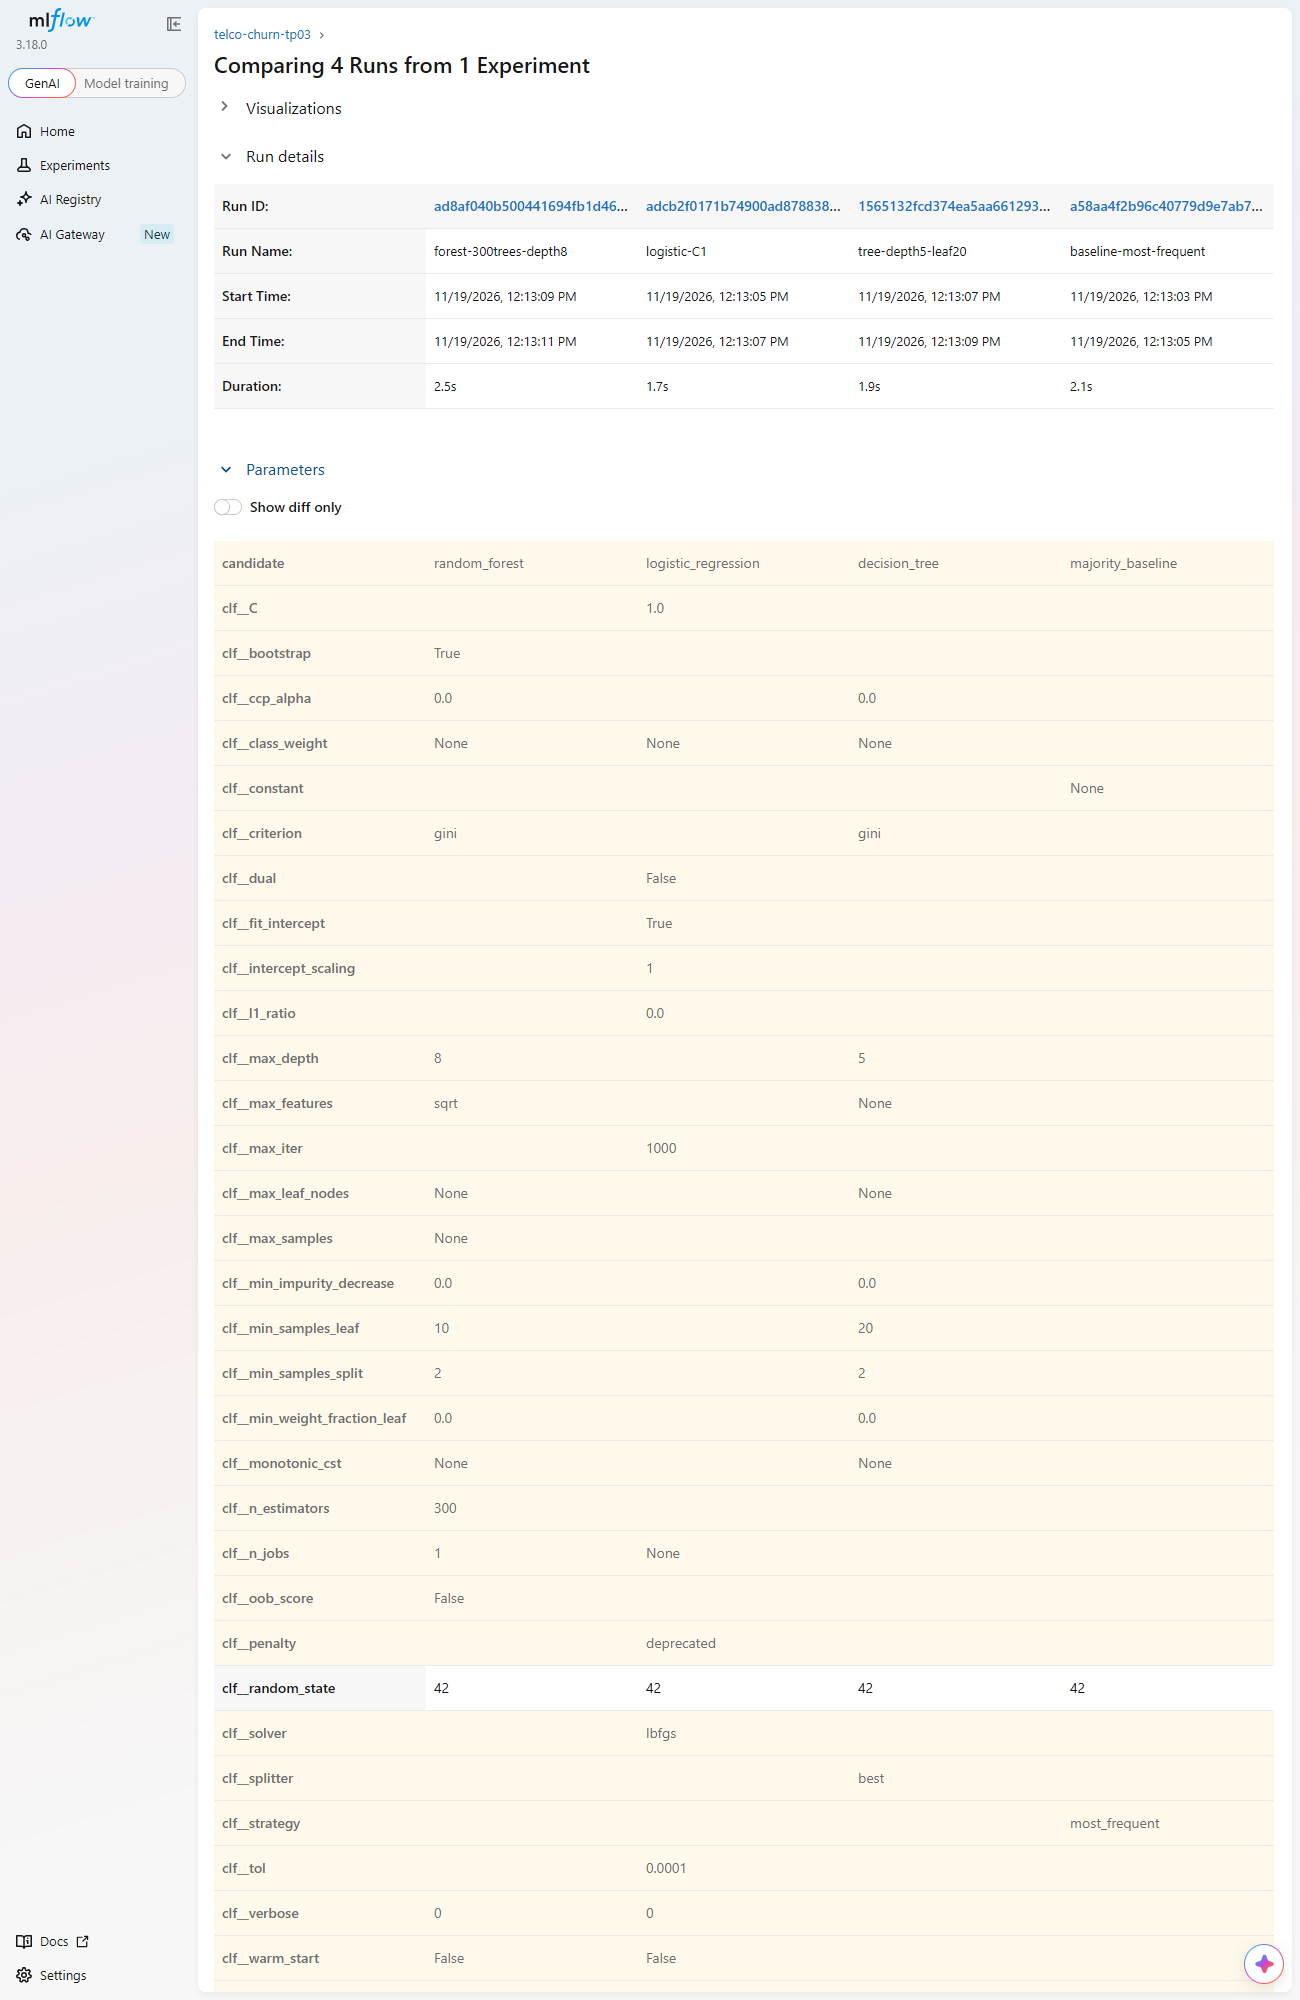 mlflow
3.18.0
GenAI Model training
Home
Experiments
AI Registry
AI Gateway New
Docs
Settings
telco-churn-tp03
Comparing 4 Runs from 1 Experiment
Visualizations
Run details
Run ID: ad8af040b500441694fb1d46... adcb2f0171b74900ad878838... 1565132fcd374ea5aa661293... a58aa4f2b96c40779d9e7ab7...
Run Name: forest-300trees-depth8 logistic-C1 tree-depth5-leaf20 baseline-most-frequent
Start Time: 11/19/2026, 12:13:09 PM 11/19/2026, 12:13:05 PM 11/19/2026, 12:13:07 PM 11/19/2026, 12:13:03 PM
End Time: 11/19/2026, 12:13:11 PM 11/19/2026, 12:13:07 PM 11/19/2026, 12:13:09 PM 11/19/2026, 12:13:05 PM
Duration: 2.5s 1.7s 1.9s 2.1s
Parameters
Show diff only
candidate random_forest logistic_regression decision_tree majority_baseline
clf__C 1.0
clf__bootstrap True
clf__ccp_alpha 0.0 0.0
clf__class_weight None None None
clf__constant None
clf__criterion gini gini
clf__dual False
clf__fit_intercept True
clf__intercept_scaling 1
clf__l1_ratio 0.0
clf__max_depth 8 5
clf__max_features sqrt None
clf__max_iter 1000
clf__max_leaf_nodes None None
clf__max_samples None
clf__min_impurity_decrease 0.0 0.0
clf__min_samples_leaf 10 20
clf__min_samples_split 2 2
clf__min_weight_fraction_leaf 0.0 0.0
clf__monotonic_cst None None
clf__n_estimators 300
clf__n_jobs 1 None
clf__oob_score False
clf__penalty deprecated
clf__random_state 42 42 42 42
clf__solver lbfgs
clf__splitter best
clf__strategy most_frequent
clf__tol 0.0001
clf__verbose 0 0
clf__warm_start False False